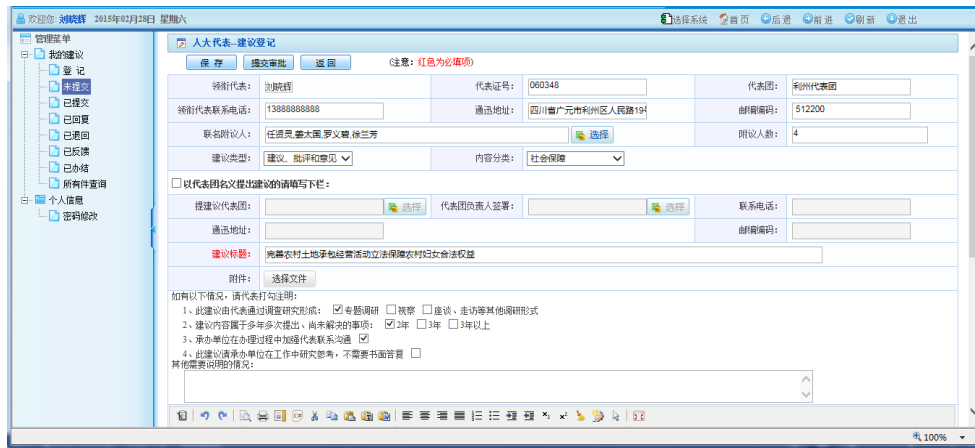 欢迎您: 刘晓辉 2015年02月28日 星期六 选择系统 首页 后退 前进 刷新 退出
管理菜单
我的建议
登 记
未提交
已提交
已回复
已退回
已反馈
已办结
所有件查询
个人信息
密码修改
人大代表--建议登记
保 存 提交审批 返 回 (注意: 红色为必填项)
领衔代表: 刘晓辉 代表证号: 060348 代表团: 利州代表团
领衔代表联系电话: 13888888888 通迅地址: 四川省广元市利州区人民路19号 邮编编码: 512200
联名附议人: 任贤灵,姜太国,罗义碧,徐兰芳 选择 附议人数: 4
建议类型: 建议、批评和意见 内容分类: 社会保障
以代表团名义提出建议的请填写下栏:
提建议代表团: 选择 代表团负责人签署: 选择 联系电话:
通迅地址: 邮编编码:
建议标题: 完善农村土地承包经营活动立法保障农村妇女合法权益
附件: 选择文件
如有以下情况, 请代表打勾注明:
1、此建议由代表通过调查研究形成: 专题调研 视察 座谈、走访等其他调研形式
2、建议内容属于多年多次提出、尚未解决的事项: 2年 3年 3年以上
3、承办单位在办理过程中加强代表联系沟通
4、此建议请承办单位在工作中研究参考, 不需要书面答复
其他需要说明的情况:
100%